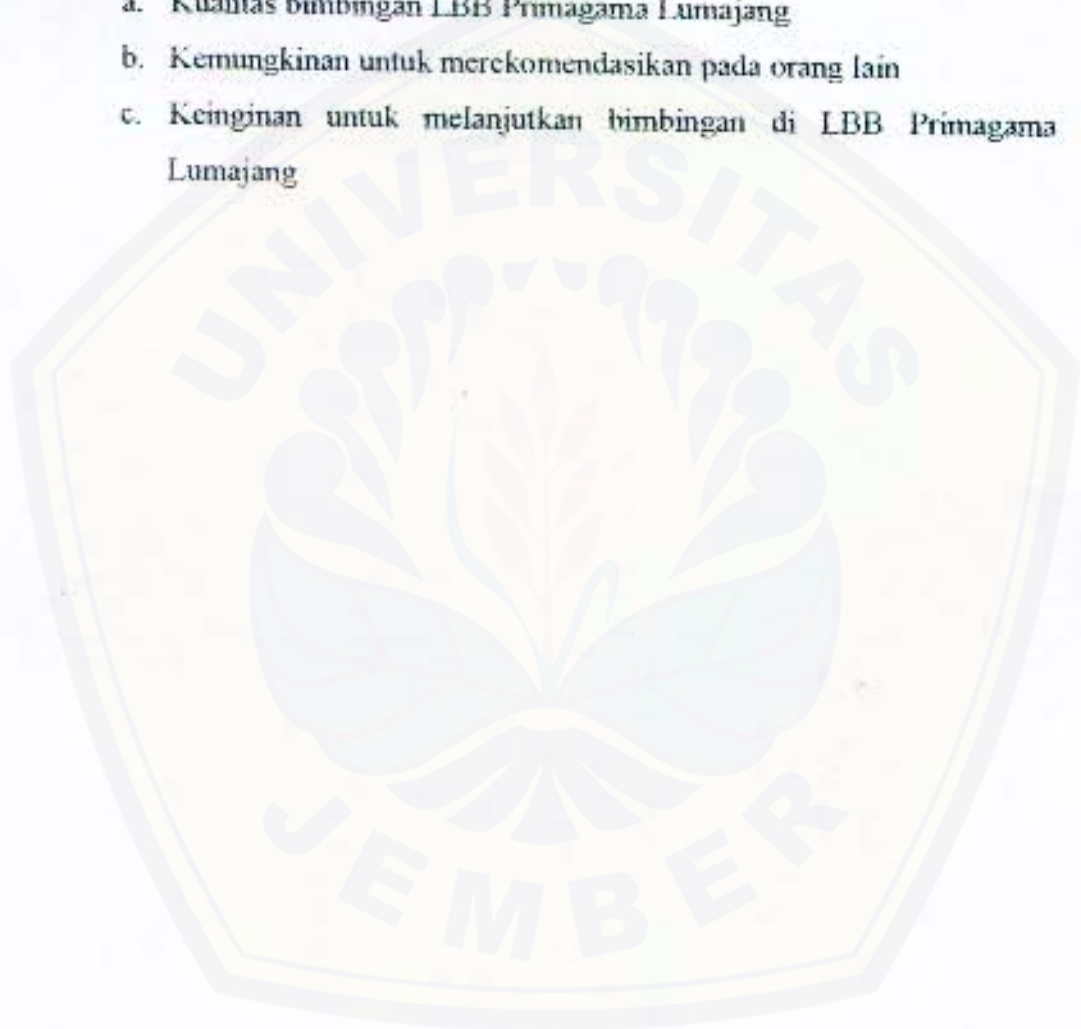 a. Kualitas bimbingan LBB Primagama Lumajang
b. Kemungkinan untuk merekomendasikan pada orang lain
c. Keinginan untuk melanjutkan bimbingan di LBB Primagama
Lumajang
UNIVERSITAS
JEMBER